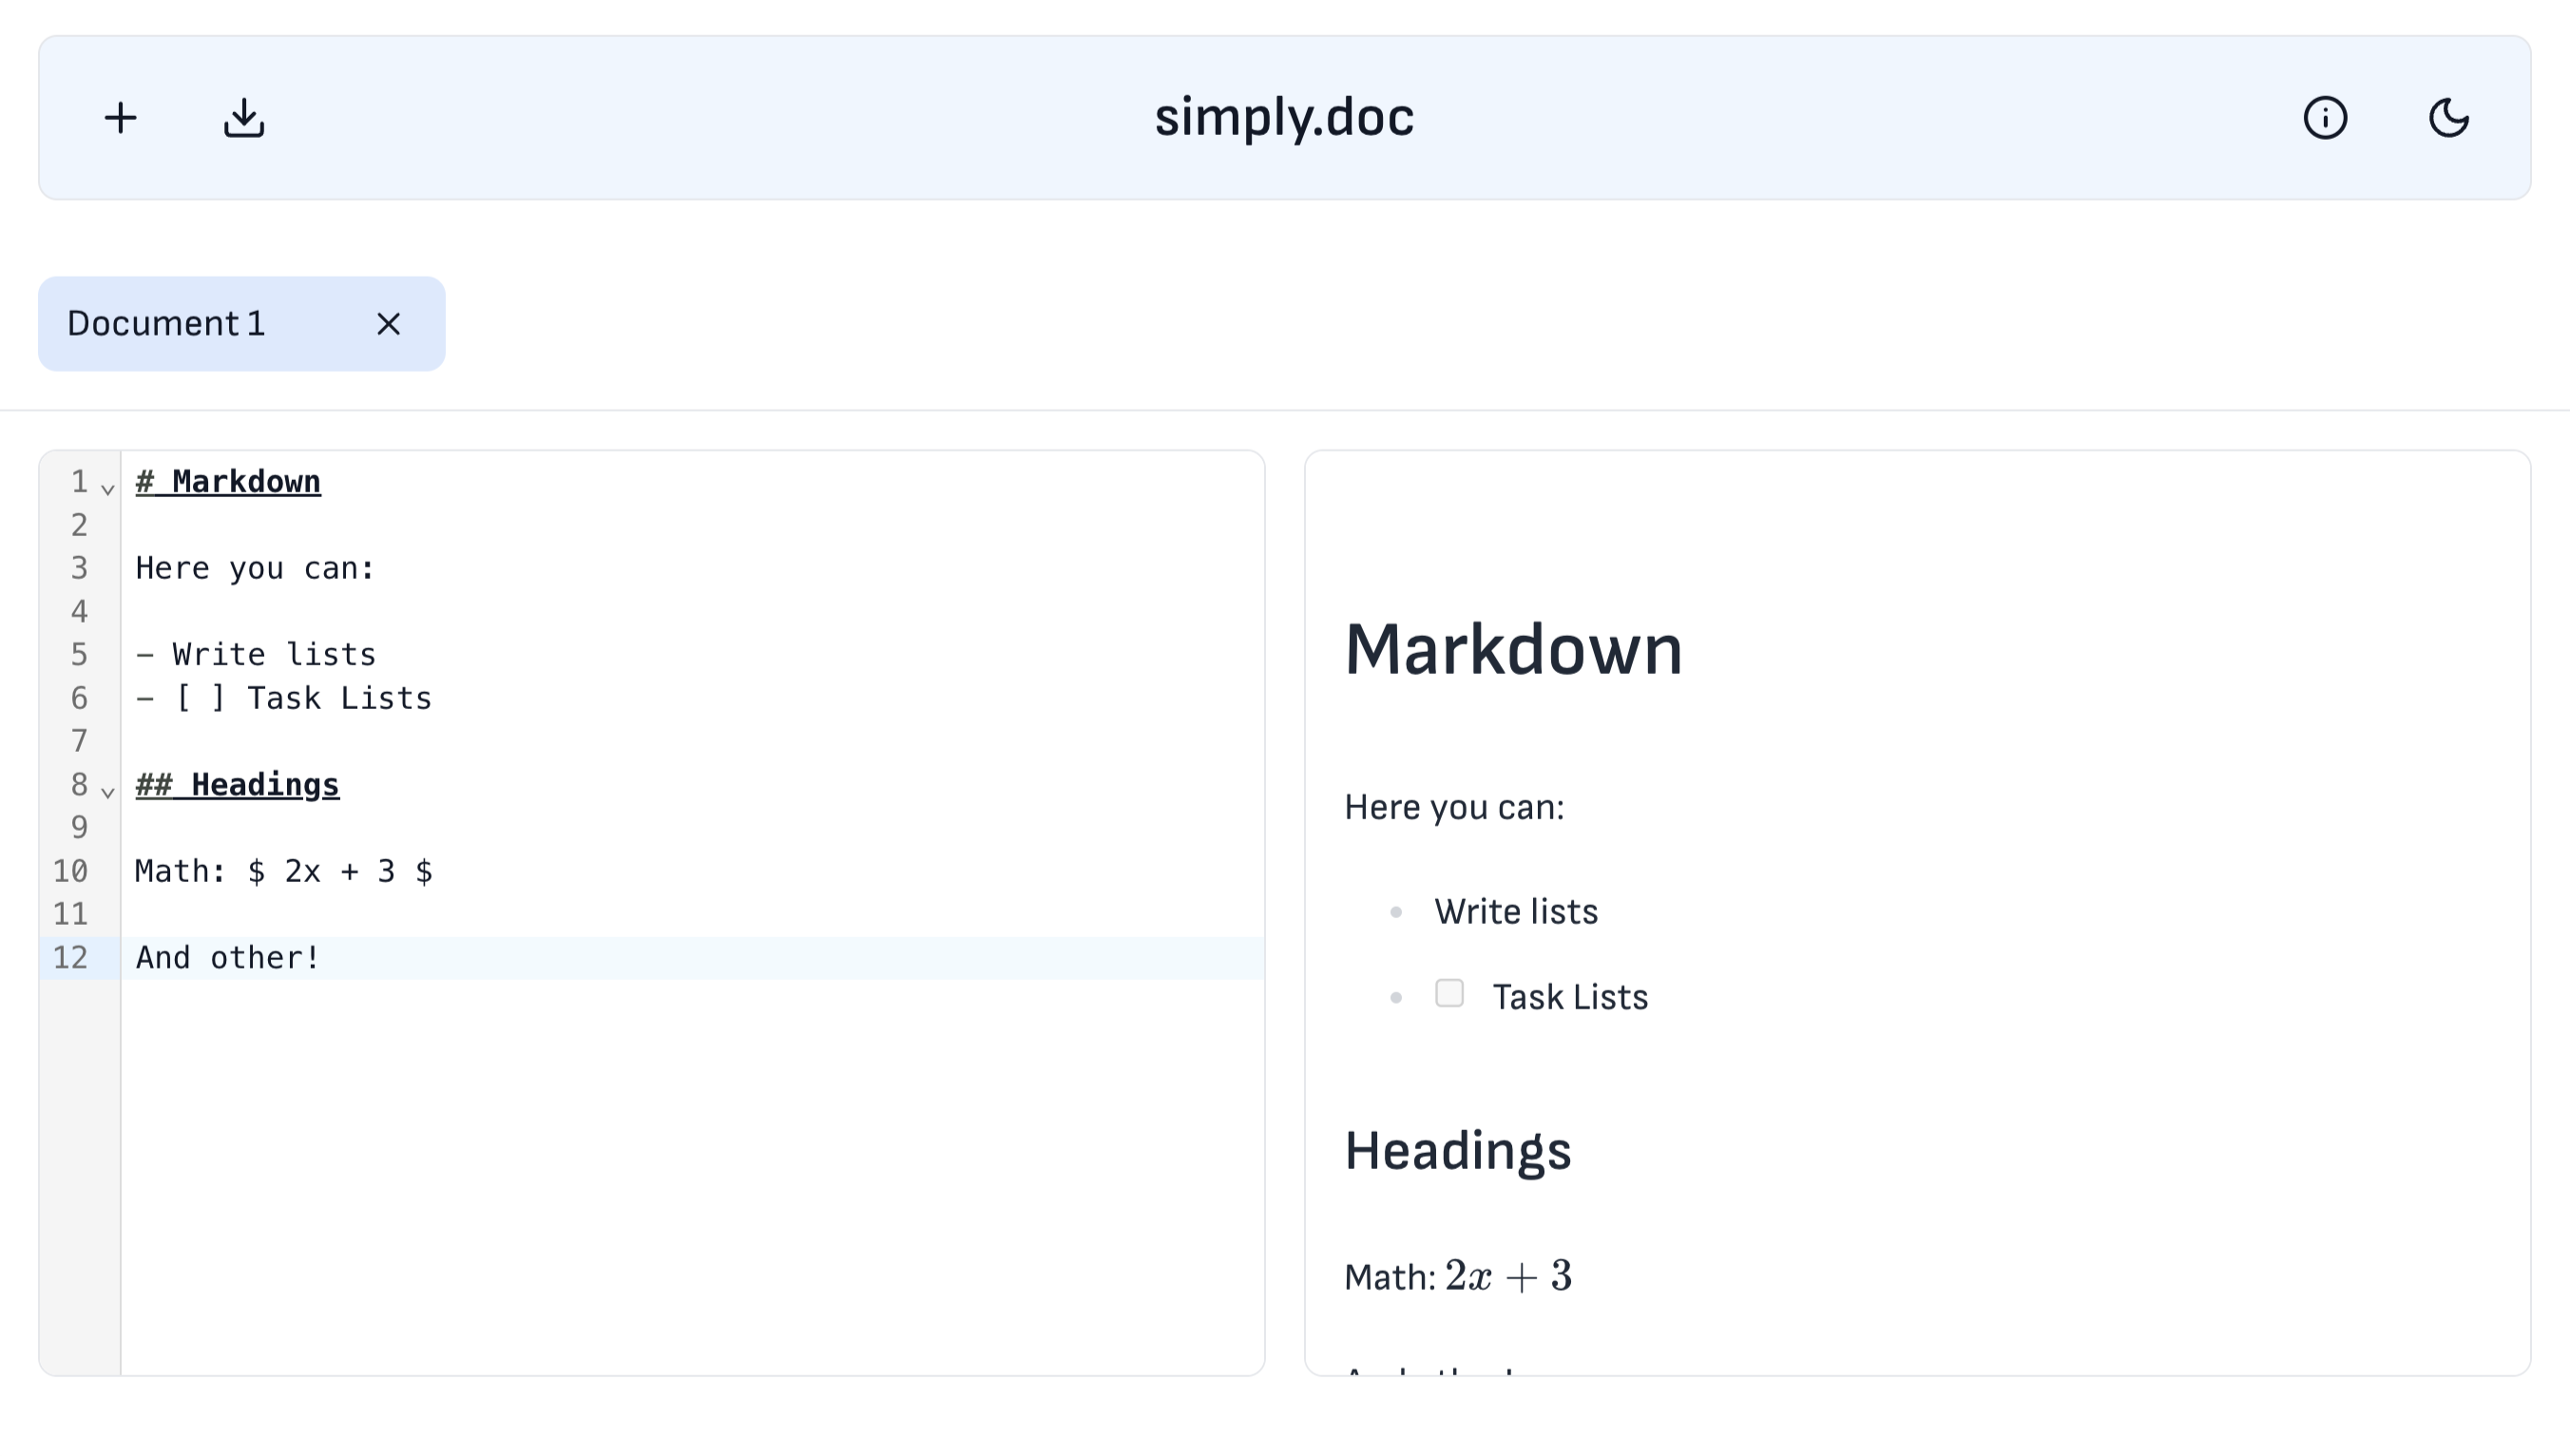 simply.doc
Document 1
1 # Markdown
2
3 Here you can:
4
5 - Write lists
6 - [ ] Task Lists
7
8 ## Headings
9
10 Math: $ 2x + 3 $
11
12 And other!
Markdown
Here you can:
Write lists
Task Lists
Headings
Math: 2x + 3